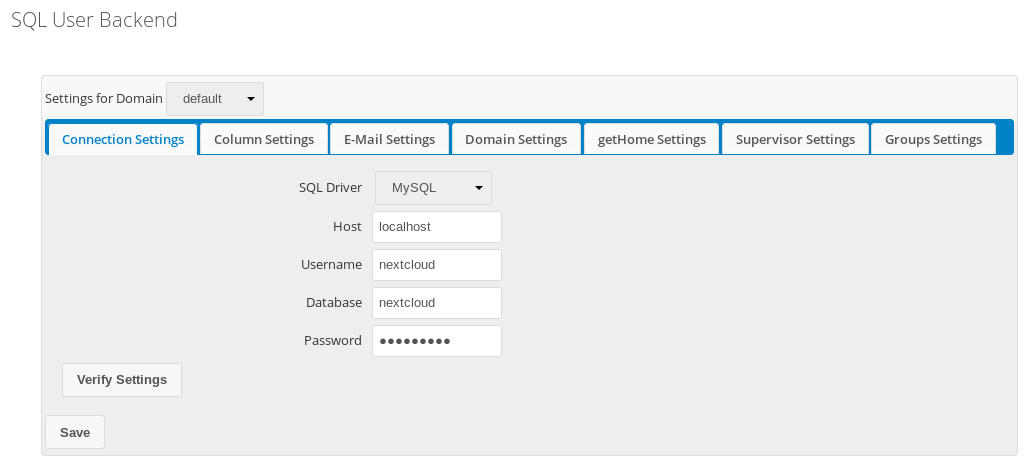 SQL User Backend
Settings for Domain default
Connection Settings Column Settings E-Mail Settings Domain Settings getHome Settings Supervisor Settings Groups Settings
SQL Driver MySQL
Host localhost
Username nextcloud
Database nextcloud
Password ●●●●●●●●●
Verify Settings
Save